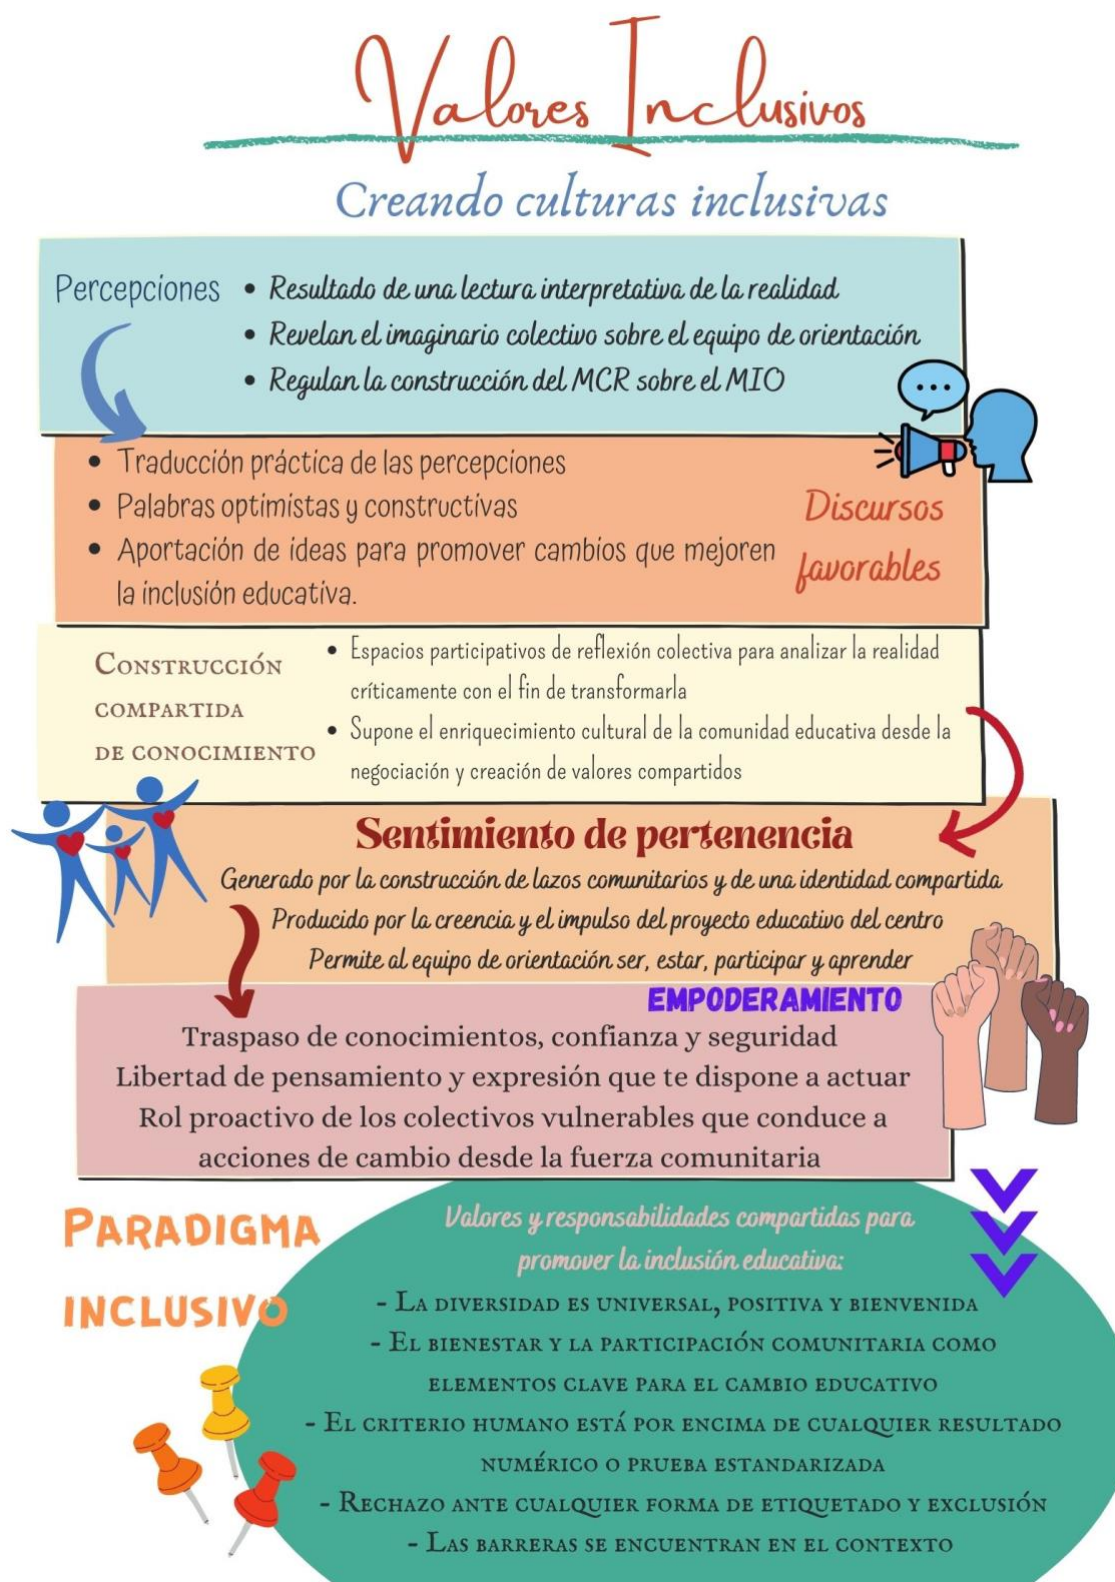 Valores Inclusivos
Creando culturas inclusivas
Percepciones
• Resultado de una lectura interpretativa de la realidad
• Revelan el imaginario colectivo sobre el equipo de orientación
• Regulan la construcción del MCR sobre el MIO
• Traducción práctica de las percepciones
• Palabras optimistas y constructivas
• Aportación de ideas para promover cambios que mejoren
la inclusión educativa.
Discursos
favorables
Construcción
compartida
de conocimiento
• Espacios participativos de reflexión colectiva para analizar la realidad
críticamente con el fin de transformarla
• Supone el enriquecimiento cultural de la comunidad educativa desde la
negociación y creación de valores compartidos
Sentimiento de pertenencia
Generado por la construcción de lazos comunitarios y de una identidad compartida
Producido por la creencia y el impulso del proyecto educativo del centro
Permite al equipo de orientación ser, estar, participar y aprender
EMPODERAMIENTO
Traspaso de conocimientos, confianza y seguridad
Libertad de pensamiento y expresión que te dispone a actuar
Rol proactivo de los colectivos vulnerables que conduce a
acciones de cambio desde la fuerza comunitaria
Paradigma
inclusivo
Valores y responsabilidades compartidas para
promover la inclusión educativa:
- La diversidad es universal, positiva y bienvenida
- El bienestar y la participación comunitaria como
elementos clave para el cambio educativo
- El criterio humano está por encima de cualquier resultado
numérico o prueba estandarizada
- Rechazo ante cualquier forma de etiquetado y exclusión
- Las barreras se encuentran en el contexto